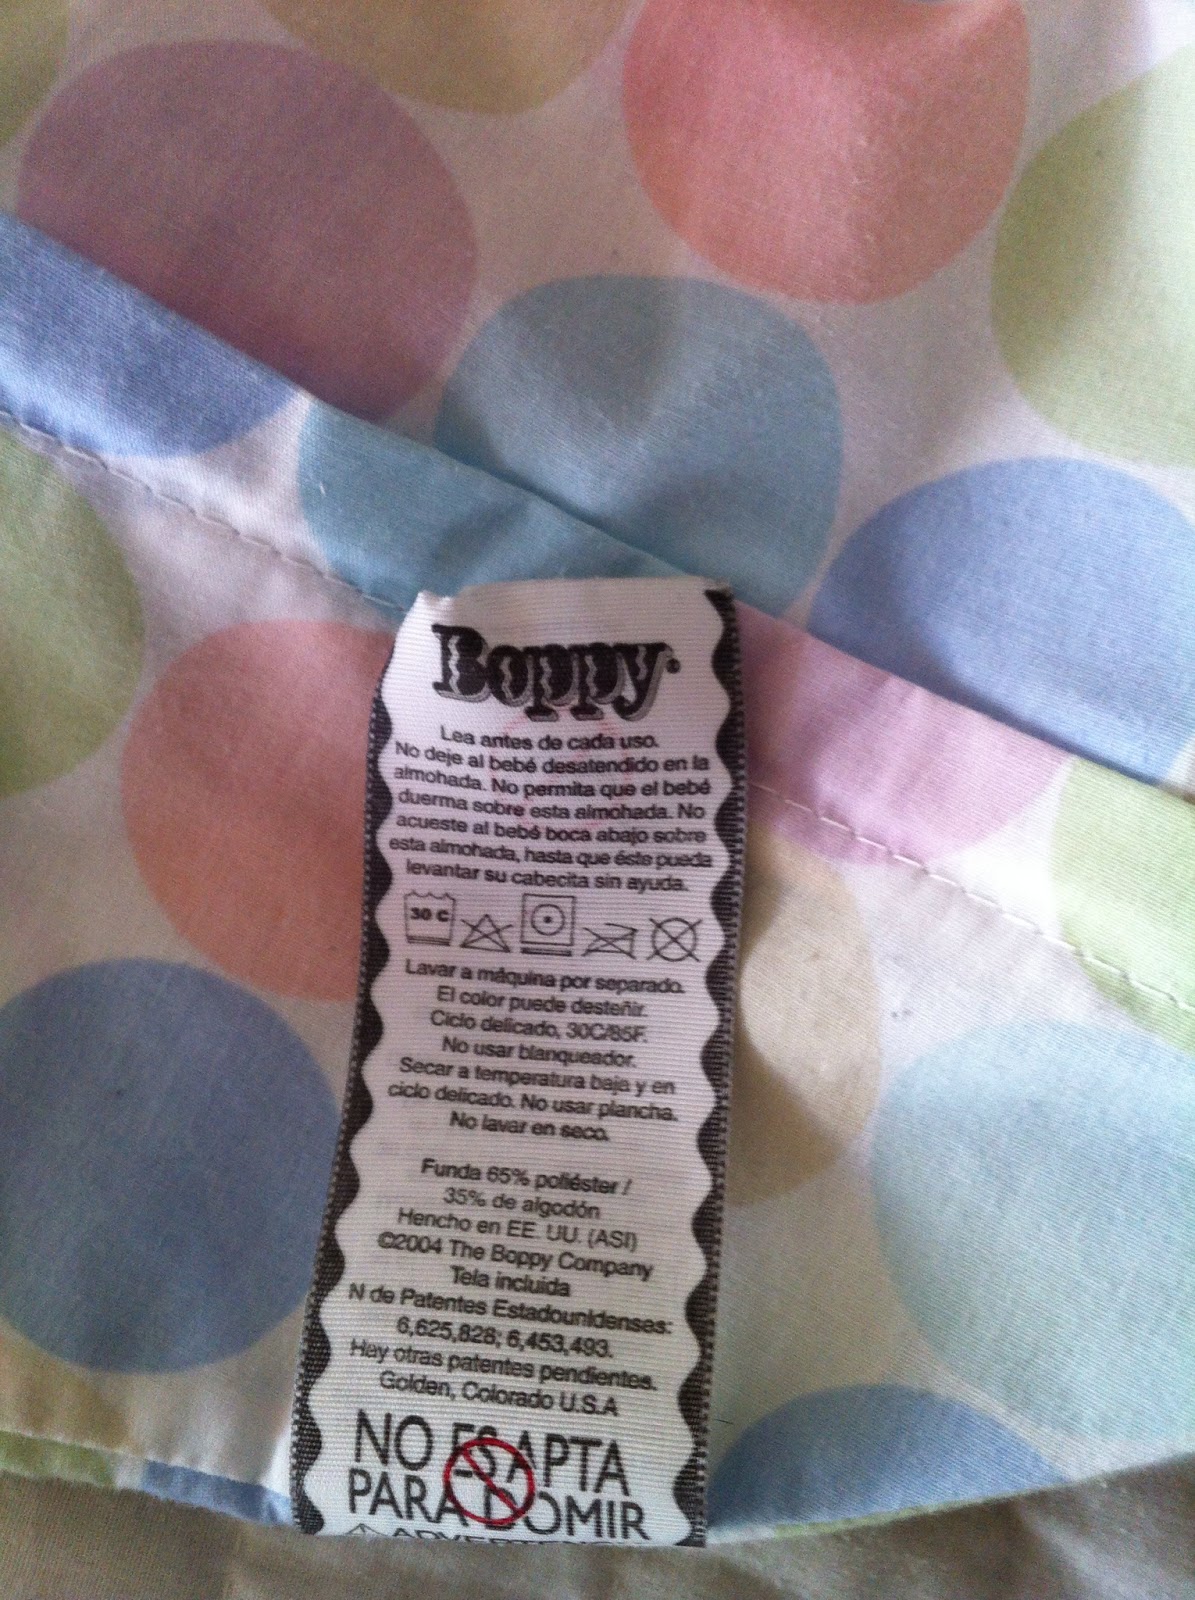 Boppy
Lea antes de cada uso.
No deje al bebé desatendido en la
almohada. No permita que el bebé
duerma sobre esta almohada. No
acueste al bebé boca abajo sobre
esta almohada, hasta que éste pueda
levantar su cabecita sin ayuda.
30 C
Lavar a máquina por separado.
El color puede desteñir.
Ciclo delicado, 30C/85F.
No usar blanqueador.
Secar a temperatura baja y en
ciclo delicado. No usar plancha.
No lavar en seco.
Funda 65% poliéster /
35% de algodón
Hencho en EE. UU. (ASI)
©2004 The Boppy Company
Tela incluida
N de Patentes Estadounidenses:
6,625,828; 6,453,493.
Hay otras patentes pendientes.
Golden, Colorado U.S.A
NO ES APTA
PARA DOMIR